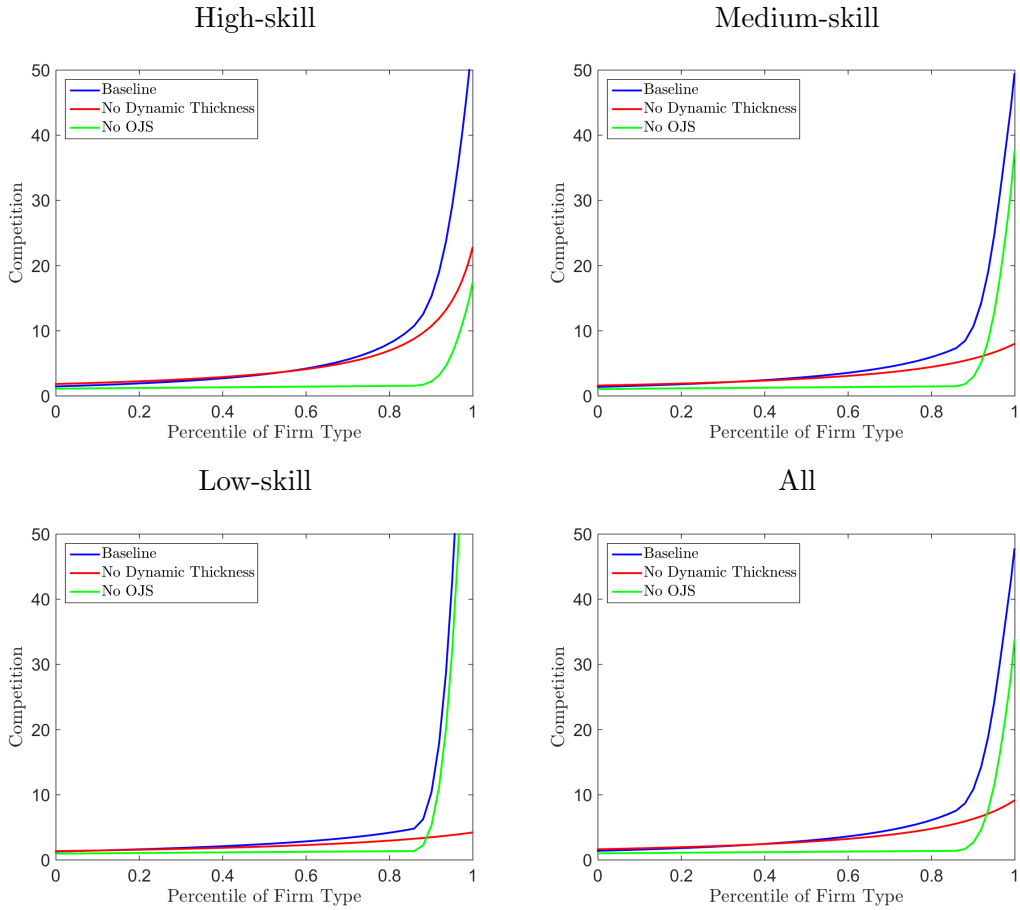 High-skill
Medium-skill
50
40
30
20
10
0
Competition
Baseline
No Dynamic Thickness
No OJS
0 0.2 0.4 0.6 0.8 1
Percentile of Firm Type
50
40
30
20
10
0
Competition
Baseline
No Dynamic Thickness
No OJS
0 0.2 0.4 0.6 0.8 1
Percentile of Firm Type
Low-skill
All
50
40
30
20
10
0
Competition
Baseline
No Dynamic Thickness
No OJS
0 0.2 0.4 0.6 0.8 1
Percentile of Firm Type
50
40
30
20
10
0
Competition
Baseline
No Dynamic Thickness
No OJS
0 0.2 0.4 0.6 0.8 1
Percentile of Firm Type